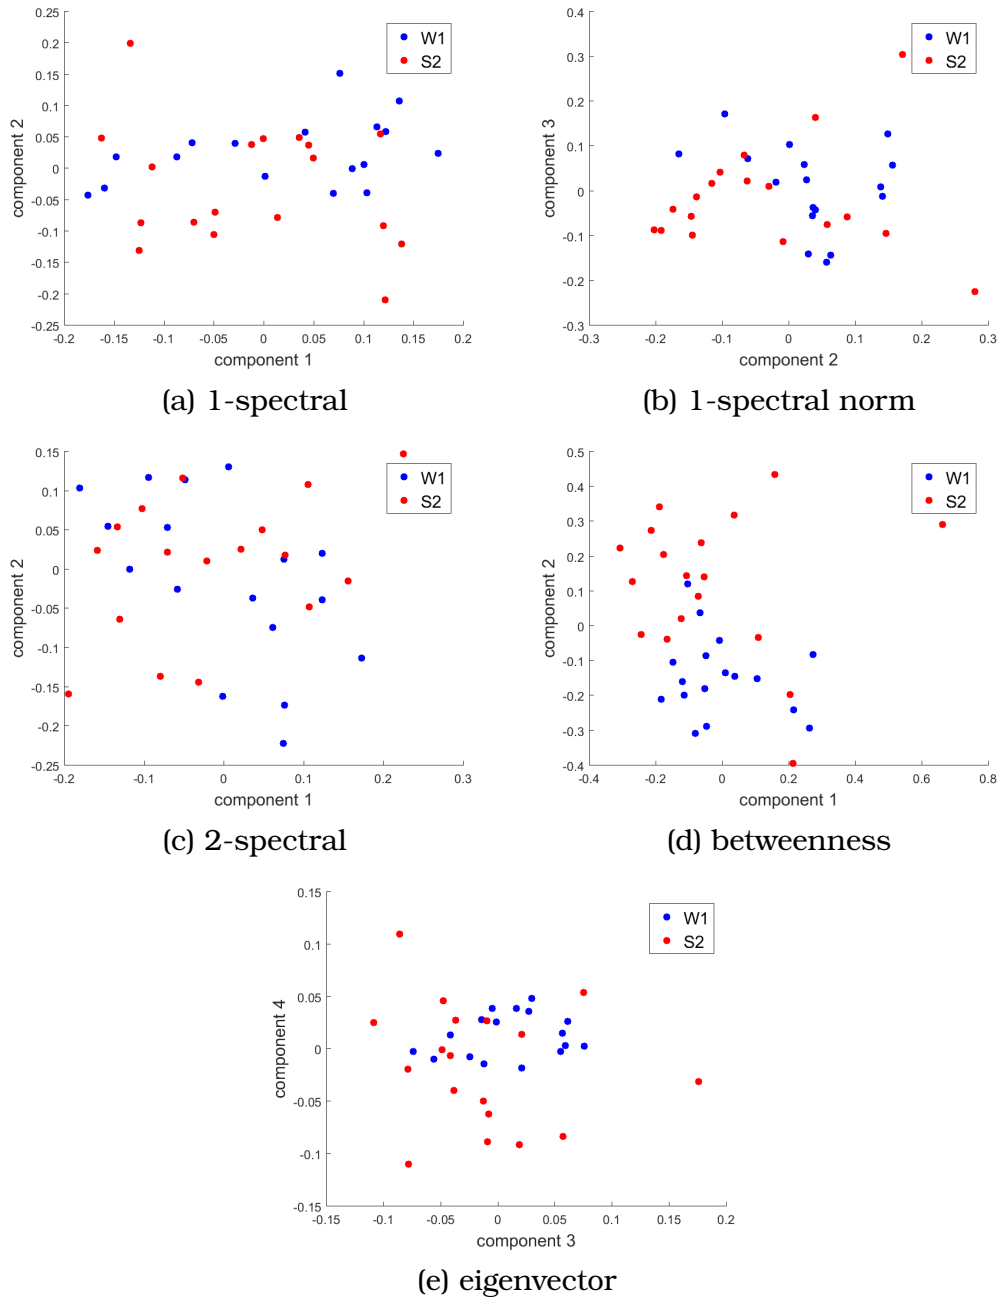 0.25
0.2
0.15
0.1
0.05
0
-0.05
-0.1
-0.15
-0.2
-0.25
component 2
-0.2 -0.15 -0.1 -0.05 0 0.05 0.1 0.15 0.2
component 1
W1
S2
(a) 1-spectral
0.4
0.3
0.2
0.1
0
-0.1
-0.2
-0.3
component 3
-0.3 -0.2 -0.1 0 0.1 0.2 0.3
component 2
W1
S2
(b) 1-spectral norm
0.15
0.1
0.05
0
-0.05
-0.1
-0.15
-0.2
-0.25
component 2
-0.2 -0.1 0 0.1 0.2 0.3
component 1
W1
S2
(c) 2-spectral
0.5
0.4
0.3
0.2
0.1
0
-0.1
-0.2
-0.3
-0.4
component 2
-0.4 -0.2 0 0.2 0.4 0.6 0.8
component 1
W1
S2
(d) betweenness
0.15
0.1
0.05
0
-0.05
-0.1
-0.15
component 4
-0.15 -0.1 -0.05 0 0.05 0.1 0.15 0.2
component 3
W1
S2
(e) eigenvector